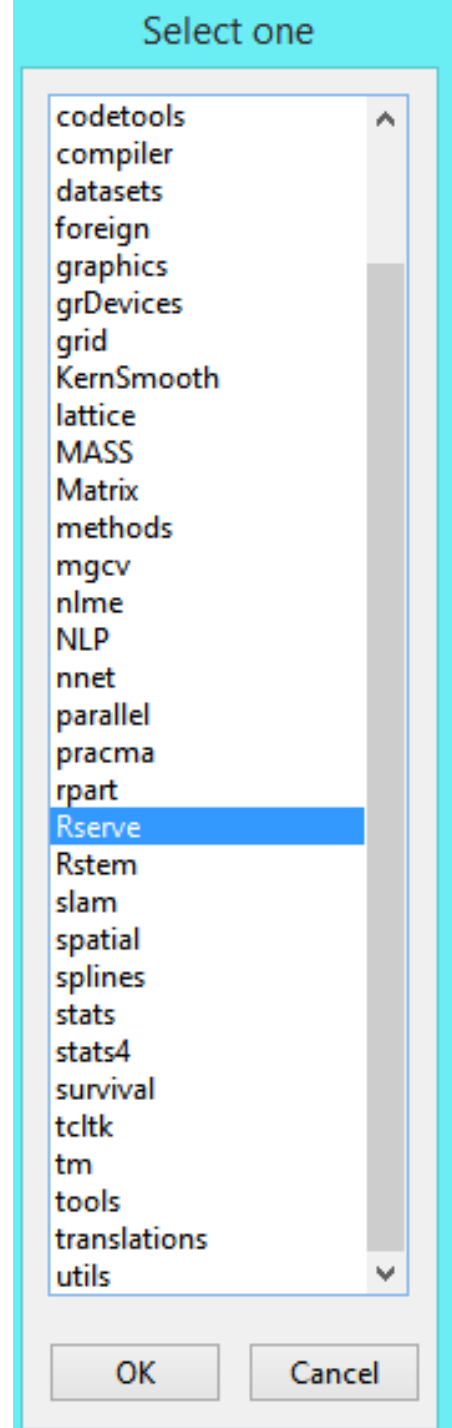 Select one
codetools
compiler
datasets
foreign
graphics
grDevices
grid
KernSmooth
lattice
MASS
Matrix
methods
mgcv
nlme
NLP
nnet
parallel
pracma
rpart
Rserve
Rstem
slam
spatial
splines
stats
stats4
survival
tcltk
tm
tools
translations
utils
OK Cancel